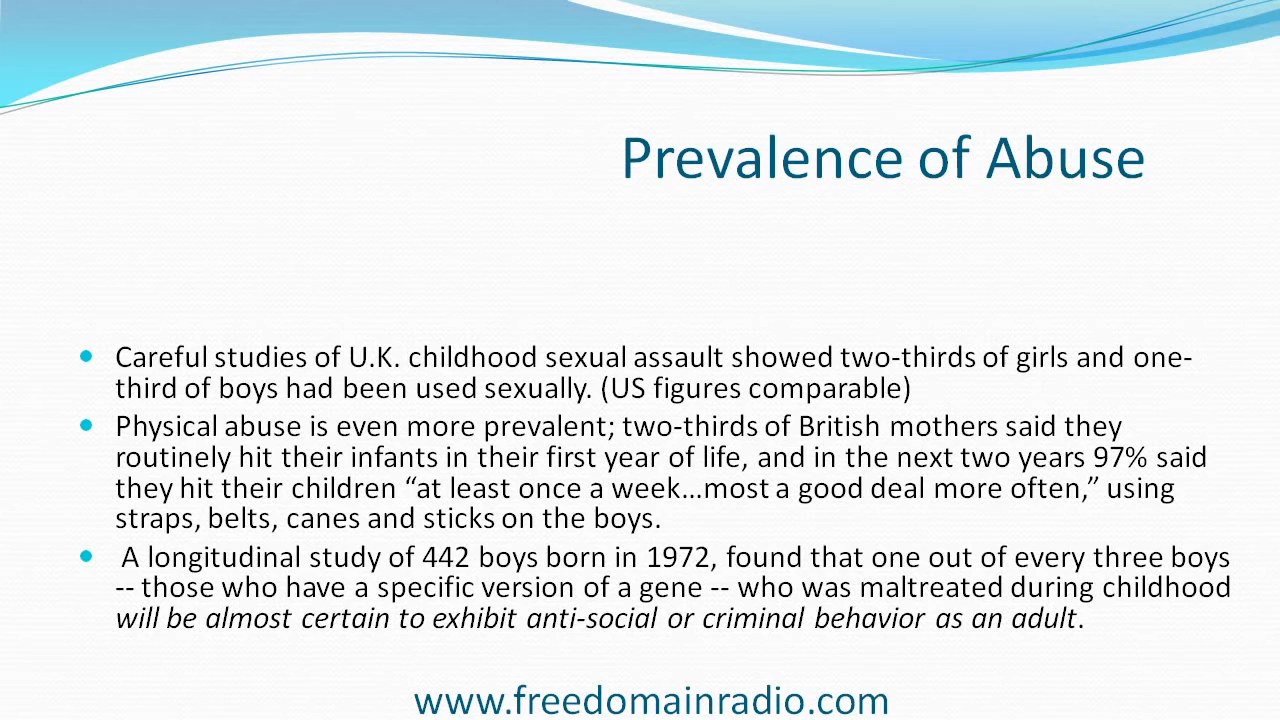 Prevalence of Abuse
Careful studies of U.K. childhood sexual assault showed two-thirds of girls and one-
third of boys had been used sexually. (US figures comparable)
Physical abuse is even more prevalent; two-thirds of British mothers said they
routinely hit their infants in their first year of life, and in the next two years 97% said
they hit their children “at least once a week…most a good deal more often,” using
straps, belts, canes and sticks on the boys.
A longitudinal study of 442 boys born in 1972, found that one out of every three boys
-- those who have a specific version of a gene -- who was maltreated during childhood
will be almost certain to exhibit anti-social or criminal behavior as an adult.
www.freedomainradio.com